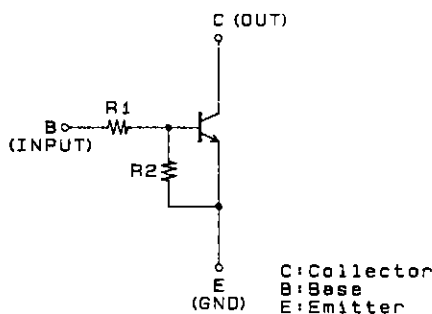 C (OUT)
R1
B
(INPUT)
R2
E
(GND)
C:Collector
B:Base
E:Emitter